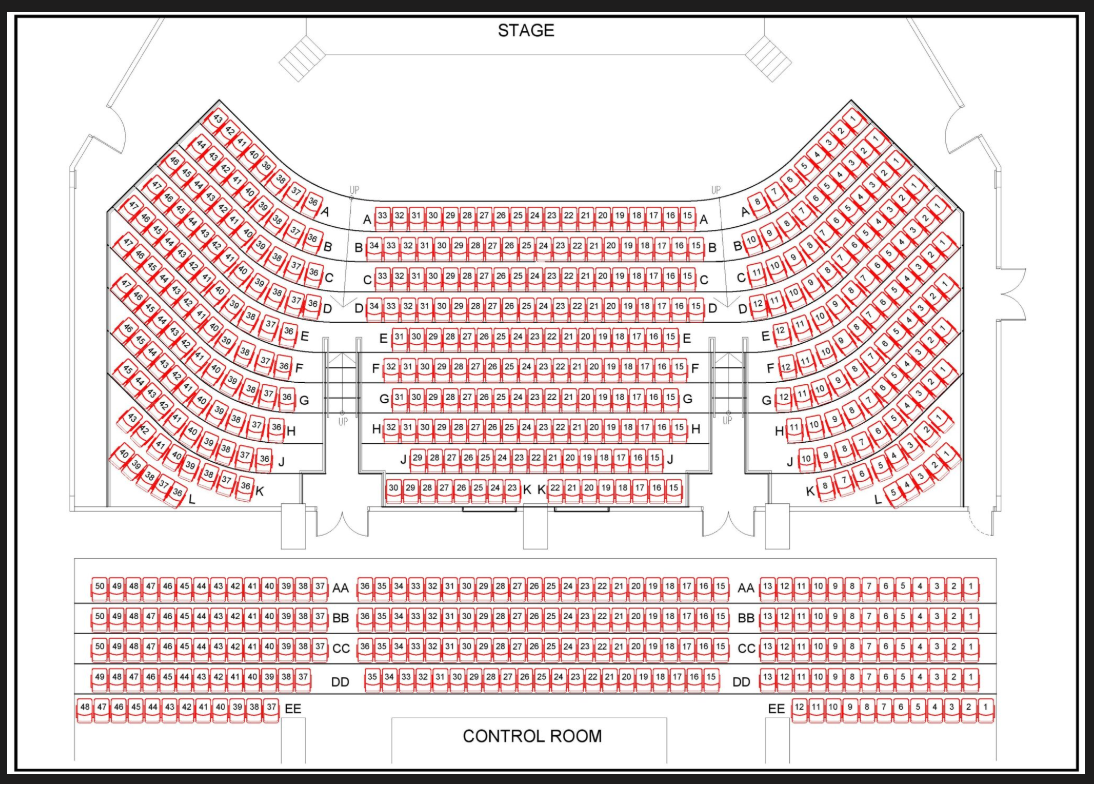 STAGE
43 42 41 40 39 38 37 36 A
44 43 42 41 40 39 38 37 36 B
46 45 44 43 42 41 40 39 38 37 36 C
47 46 45 44 43 42 41 40 39 38 37 36 D
47 46 45 44 43 42 41 40 39 38 37 36 E
47 46 45 44 43 42 41 40 39 38 37 36 F
47 46 45 44 43 42 41 40 39 38 37 36 G
46 45 44 43 42 41 40 39 38 37 36 H
45 44 43 42 41 40 39 38 37 36 J
43 42 41 40 39 38 37 36 K
40 39 38 37 36 L
UP
UP
A 33 32 31 30 29 28 27 26 25 24 23 22 21 20 19 18 17 16 15 A
B 34 33 32 31 30 29 28 27 26 25 24 23 22 21 20 19 18 17 16 15 B
C 33 32 31 30 29 28 27 26 25 24 23 22 21 20 19 18 17 16 15 C
D 34 33 32 31 30 29 28 27 26 25 24 23 22 21 20 19 18 17 16 15 D
E 31 30 29 28 27 26 25 24 23 22 21 20 19 18 17 16 15 E
F 32 31 30 29 28 27 26 25 24 23 22 21 20 19 18 17 16 15 F
G 31 30 29 28 27 26 25 24 23 22 21 20 19 18 17 16 15 G
H 32 31 30 29 28 27 26 25 24 23 22 21 20 19 18 17 16 15 H
J 29 28 27 26 25 24 23 22 21 20 19 18 17 16 15 J
30 29 28 27 26 25 24 23 K K 22 21 20 19 18 17 16 15
UP
UP
A 8 7 6 5 4 3 2 1
B 10 9 8 7 6 5 4 3 2 1
C 11 10 9 8 7 6 5 4 3 2 1
D 12 11 10 9 8 7 6 5 4 3 2 1
E 12 11 10 9 8 7 6 5 4 3 2 1
F 12 11 10 9 8 7 6 5 4 3 2 1
G 12 11 10 9 8 7 6 5 4 3 2 1
H 11 10 9 8 7 6 5 4 3 2 1
J 10 9 8 7 6 5 4 3 2 1
K 8 7 6 5 4 3 2 1
L 5 4 3 2 1
50 49 48 47 46 45 44 43 42 41 40 39 38 37 AA 36 35 34 33 32 31 30 29 28 27 26 25 24 23 22 21 20 19 18 17 16 15 AA 13 12 11 10 9 8 7 6 5 4 3 2 1
50 49 48 47 46 45 44 43 42 41 40 39 38 37 BB 36 35 34 33 32 31 30 29 28 27 26 25 24 23 22 21 20 19 18 17 16 15 BB 13 12 11 10 9 8 7 6 5 4 3 2 1
50 49 48 47 46 45 44 43 42 41 40 39 38 37 CC 36 35 34 33 32 31 30 29 28 27 26 25 24 23 22 21 20 19 18 17 16 15 CC 13 12 11 10 9 8 7 6 5 4 3 2 1
49 48 47 46 45 44 43 42 41 40 39 38 37 DD 35 34 33 32 31 30 29 28 27 26 25 24 23 22 21 20 19 18 17 16 15 DD 13 12 11 10 9 8 7 6 5 4 3 2 1
48 47 46 45 44 43 42 41 40 39 38 37 EE EE 12 11 10 9 8 7 6 5 4 3 2 1
CONTROL ROOM